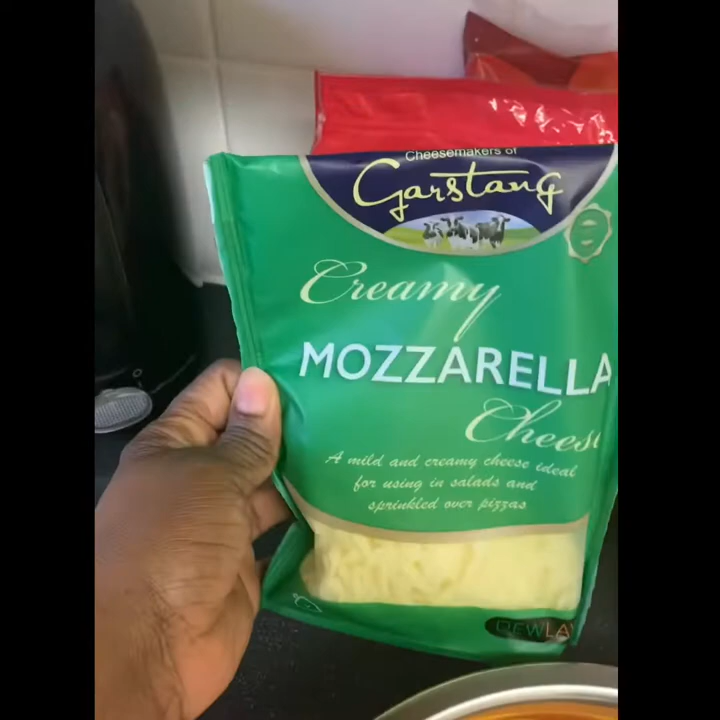 Cheesemakers of
Garstang
Creamy
MOZZARELLA
Cheese
A mild and creamy cheese ideal
for using in salads and
sprinkled over pizzas
DEWLAY